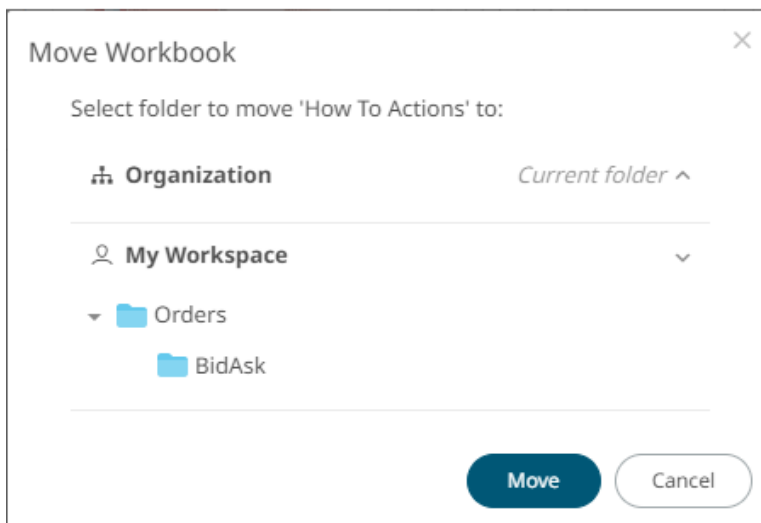 Move Workbook
Select folder to move 'How To Actions' to:
Organization Current folder
My Workspace
Orders
BidAsk
Move Cancel